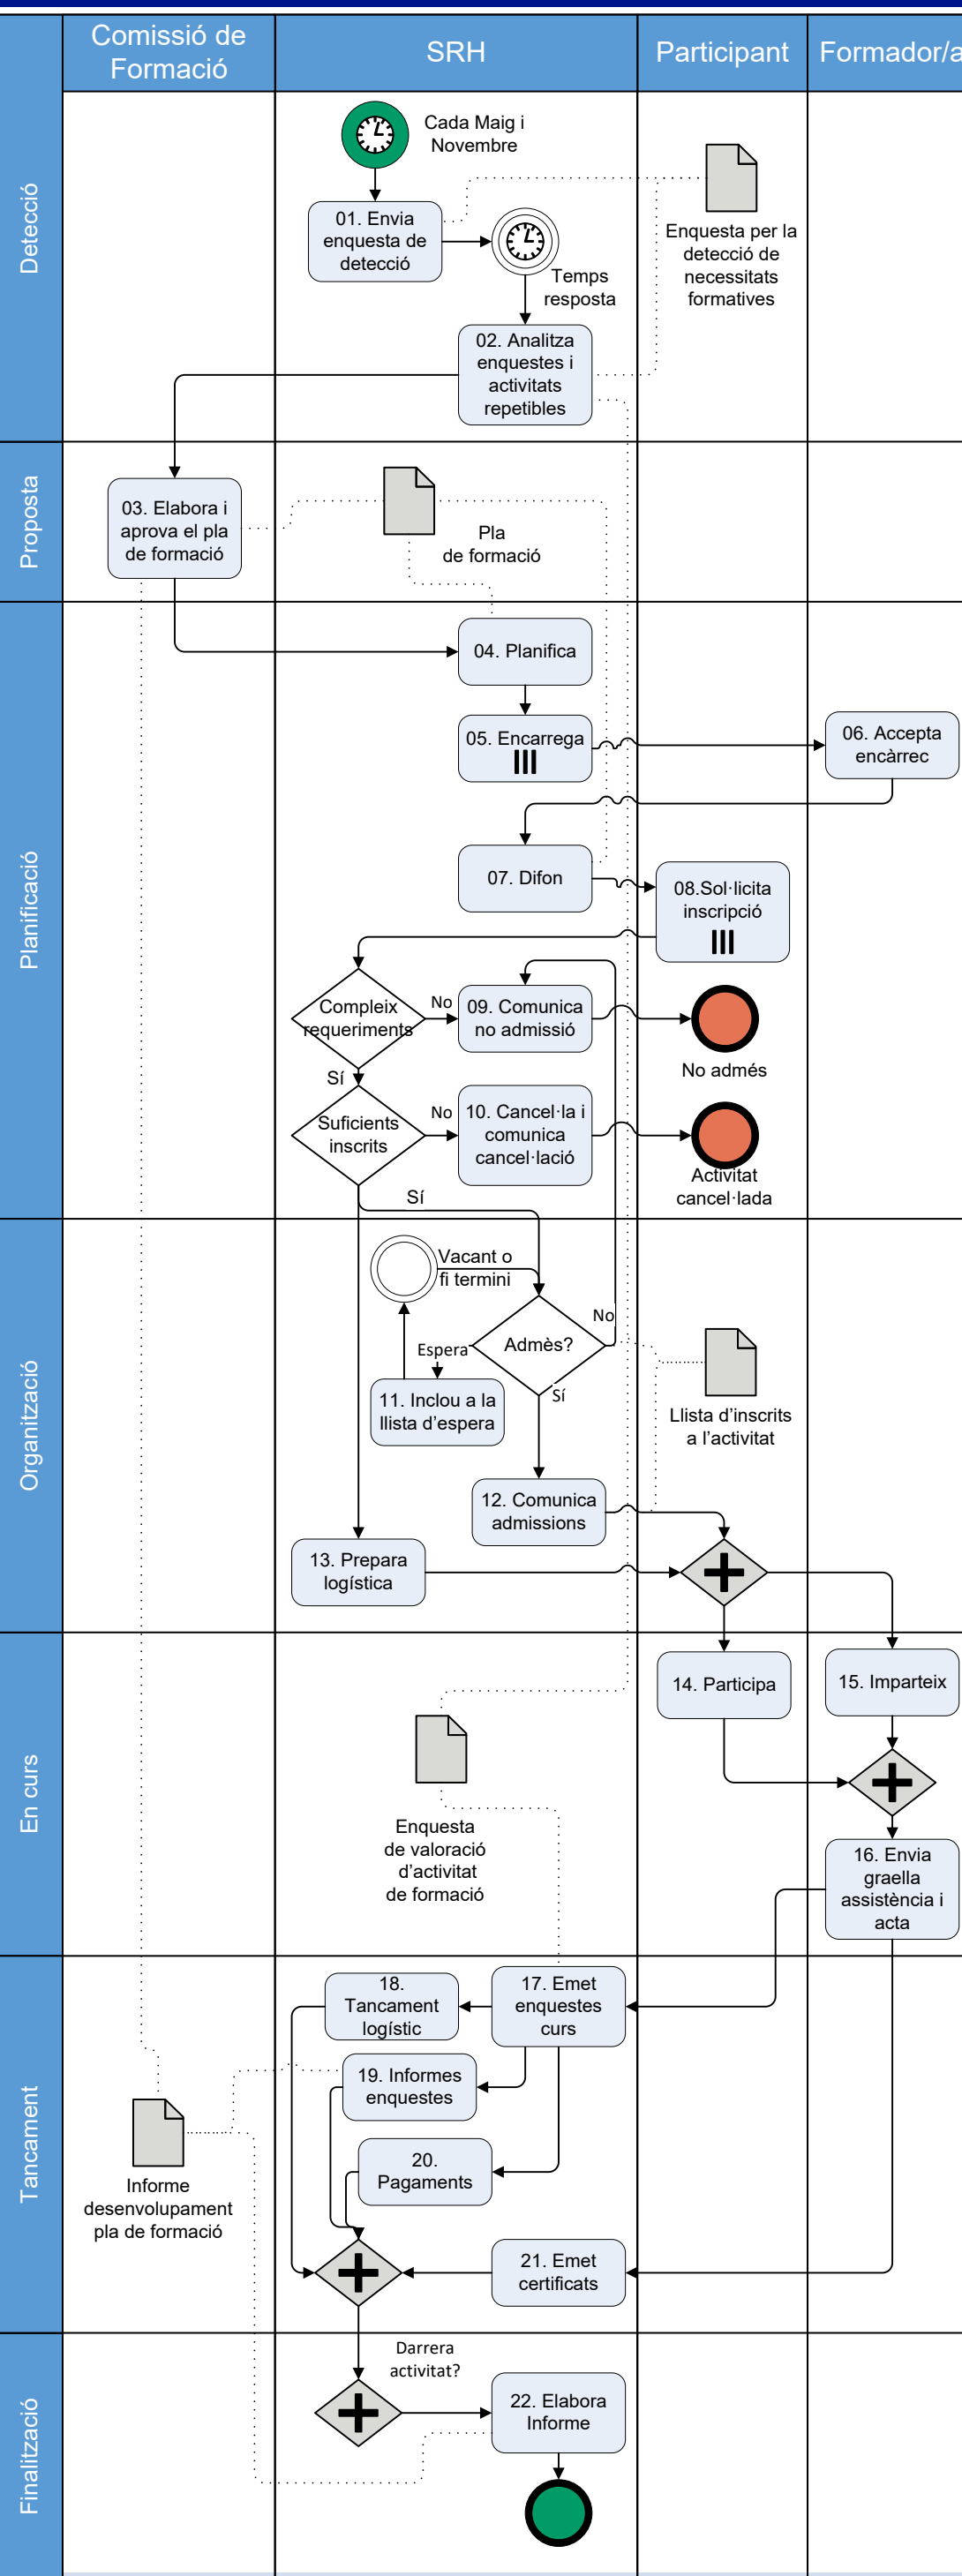 Comissió de
Formació
SRH
Participant
Formador/a
Detecció
Cada Maig i
Novembre
01. Envia
enquesta de
detecció
Temps
resposta
Enquesta per la
detecció de
necessitats
formatives
02. Analitza
enquestes i
activitats
repetibles
Proposta
03. Elabora i
aprova el pla
de formació
Pla
de formació
Planificació
04. Planifica
05. Encarrega
06. Accepta
encàrrec
07. Difon
08.Sol·licita
inscripció
Compleix
requeriments
No
09. Comunica
no admissió
No admés
Sí
Suficients
inscrits
No
10. Cancel·la i
comunica
cancel·lació
Activitat
cancel·lada
Sí
Organització
Vacant o
fi termini
Admès?
No
Espera
Sí
11. Inclou a la
llista d'espera
Llista d'inscrits
a l'activitat
12. Comunica
admissions
13. Prepara
logística
En curs
14. Participa
15. Imparteix
Enquesta
de valoració
d'activitat
de formació
16. Envia
graella
assistència i
acta
Tancament
18.
Tancament
logístic
17. Emet
enquestes
curs
19. Informes
enquestes
20.
Pagaments
Informe
desenvolupament
pla de formació
21. Emet
certificats
Finalització
Darrera
activitat?
22. Elabora
Informe